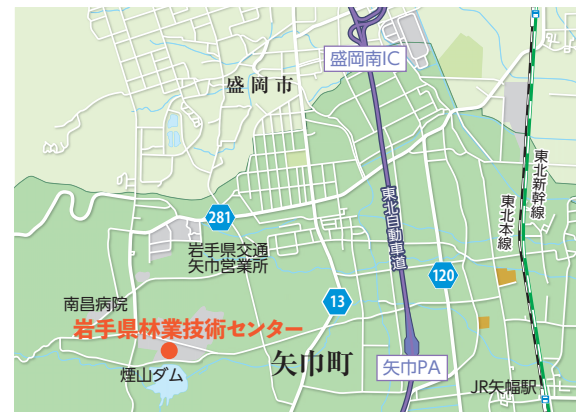 盛岡南IC
盛岡市
東北新幹線
東北本線
東北自動車道
281
岩手県交通
矢巾営業所
120
13
南昌病院
岩手県林業技術センター
煙山ダム
矢巾町
矢巾PA
JR矢幅駅